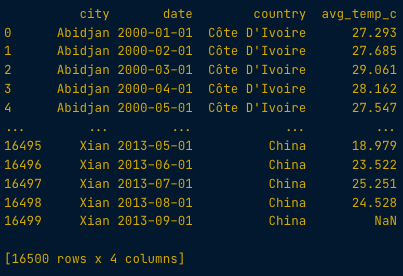 city date country avg_temp_c
0 Abidjan 2000-01-01 Côte D'Ivoire 27.293
1 Abidjan 2000-02-01 Côte D'Ivoire 27.685
2 Abidjan 2000-03-01 Côte D'Ivoire 29.061
3 Abidjan 2000-04-01 Côte D'Ivoire 28.162
4 Abidjan 2000-05-01 Côte D'Ivoire 27.547
... ... ... ... ...
16495 Xian 2013-05-01 China 18.979
16496 Xian 2013-06-01 China 23.522
16497 Xian 2013-07-01 China 25.251
16498 Xian 2013-08-01 China 24.528
16499 Xian 2013-09-01 China NaN
[16500 rows x 4 columns]